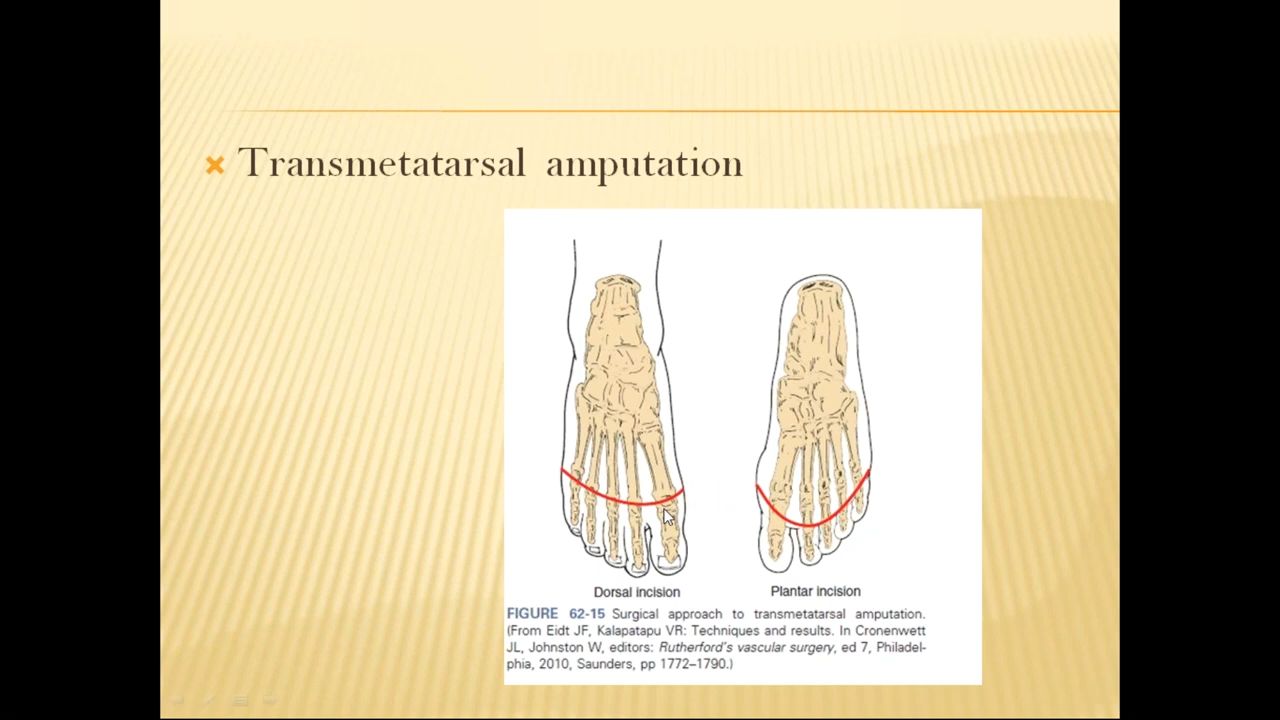 Transmetatarsal amputation
Dorsal incision
Plantar incision
FIGURE 62-15 Surgical approach to transmetatarsal amputation.
(From Eidt JF, Kalapatapu VR: Techniques and results. In Cronenwett
JL, Johnston W, editors: Rutherford's vascular surgery, ed 7, Philadel-
phia, 2010, Saunders, pp 1772–1790.)